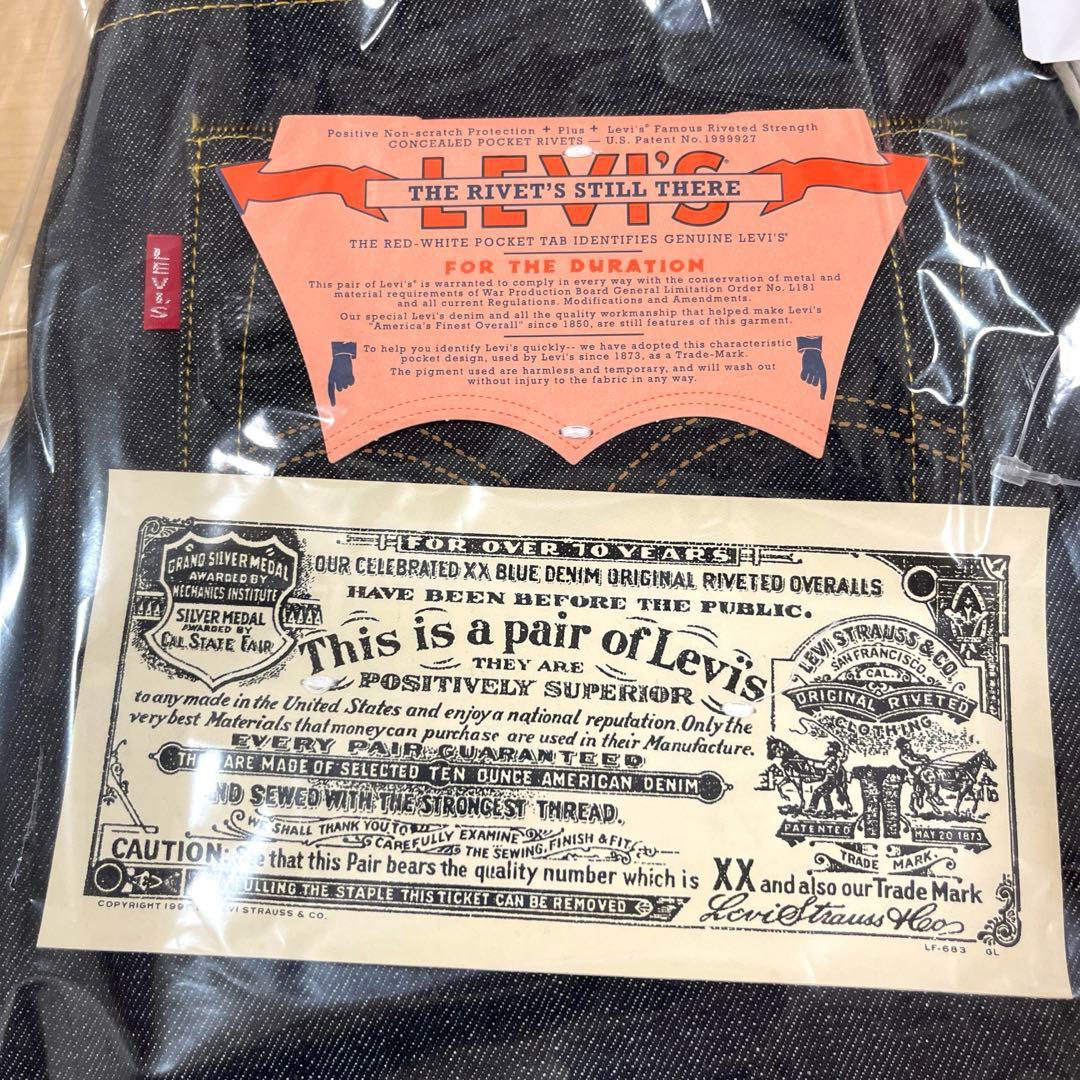 Positive Non-scratch Protection + Plus + Levi's® Famous Riveted Strength
CONCEALED POCKET RIVETS — U.S. Patent No. 1999927
LEVI'S®
THE RIVET'S STILL THERE
THE RED-WHITE POCKET TAB IDENTIFIES GENUINE LEVI'S®
FOR THE DURATION
This pair of Levi's® is warranted to comply in every way with the conservation of metal and
material requirements of War Production Board General Limitation Order No. L181
and all current Regulations. Modifications and Amendments.
Our special Levi's denim and all the quality workmanship that helped make Levi's
"America's Finest Overall" since 1850, are still features of this garment.
To help you identify Levi's quickly-- we have adopted this characteristic
pocket design, used by Levi's since 1873, as a Trade-Mark.
The pigment used are harmless and temporary, and will wash out
without injury to the fabric in any way.
LEVI'S
GRAND SILVER MEDAL
AWARDED BY
MECHANICS INSTITUTE
SILVER MEDAL
AWARDED BY
CAL. STATE FAIR
FOR OVER 70 YEARS
OUR CELEBRATED XX BLUE DENIM ORIGINAL RIVETED OVERALLS
HAVE BEEN BEFORE THE PUBLIC.
This is a pair of Levi's
THEY ARE
POSITIVELY SUPERIOR
to any made in the United States and enjoy a national reputation. Only the
very best Materials that money can purchase are used in their Manufacture.
EVERY PAIR GUARANTEED
THEY ARE MADE OF SELECTED TEN OUNCE AMERICAN DENIM
AND SEWED WITH THE STRONGEST THREAD.
WE SHALL THANK YOU TO
CAREFULLY EXAMINE
THE SEWING, FINISH & FIT
CAUTION: See that this Pair bears the quality number which is XX and also our Trade Mark
PULLING THE STAPLE THIS TICKET CAN BE REMOVED
Levi Strauss & Co
LEVI STRAUSS & CO.
SAN FRANCISCO
CAL.
ORIGINAL RIVETED
CLOTHING
PATENTED MAY 20 1873
TRADE MARK
COPYRIGHT 199 LEVI STRAUSS & CO.
LF-683 GL